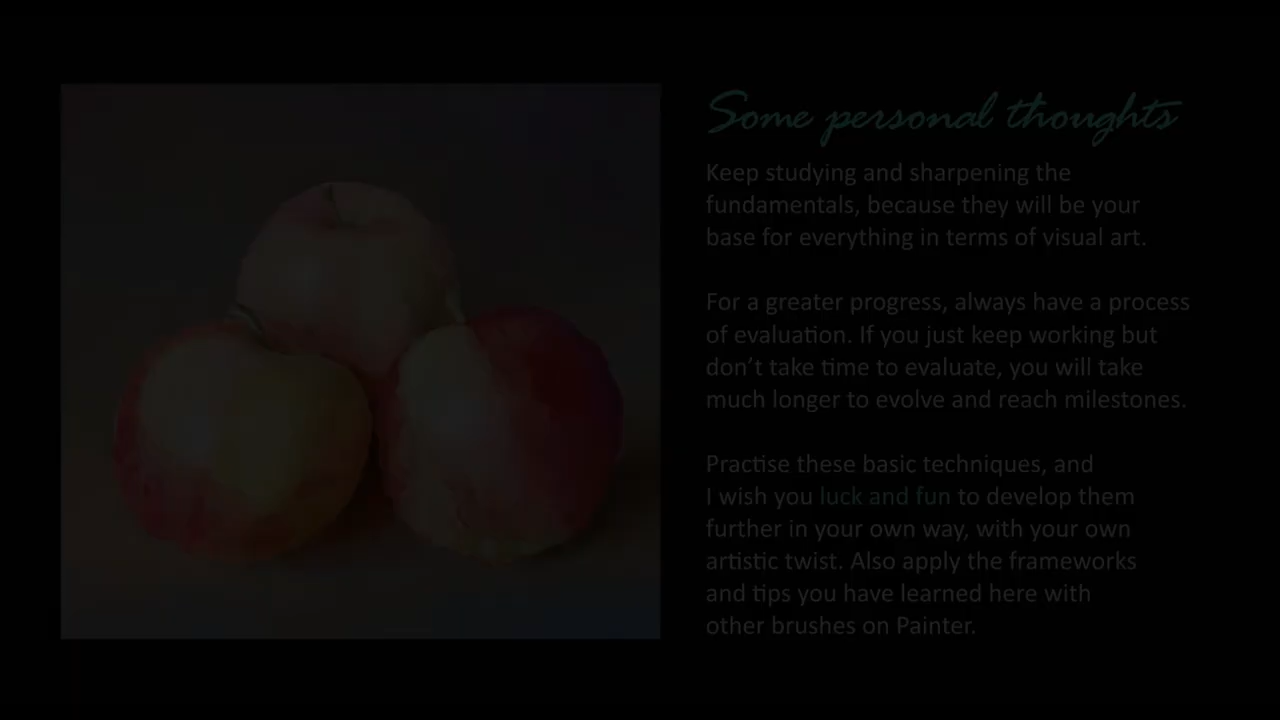 Some personal thoughts
Keep studying and sharpening the
fundamentals, because they will be your
base for everything in terms of visual art.
For a greater progress, always have a process
of evaluation. If you just keep working but
don’t take time to evaluate, you will take
much longer to evolve and reach milestones.
Practise these basic techniques, and
I wish you luck and fun to develop them
further in your own way, with your own
artistic twist. Also apply the frameworks
and tips you have learned here with
other brushes on Painter.